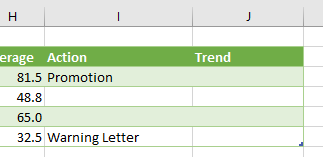 H I J
erage Action Trend
81.5 Promotion
48.8
65.0
32.5 Warning Letter